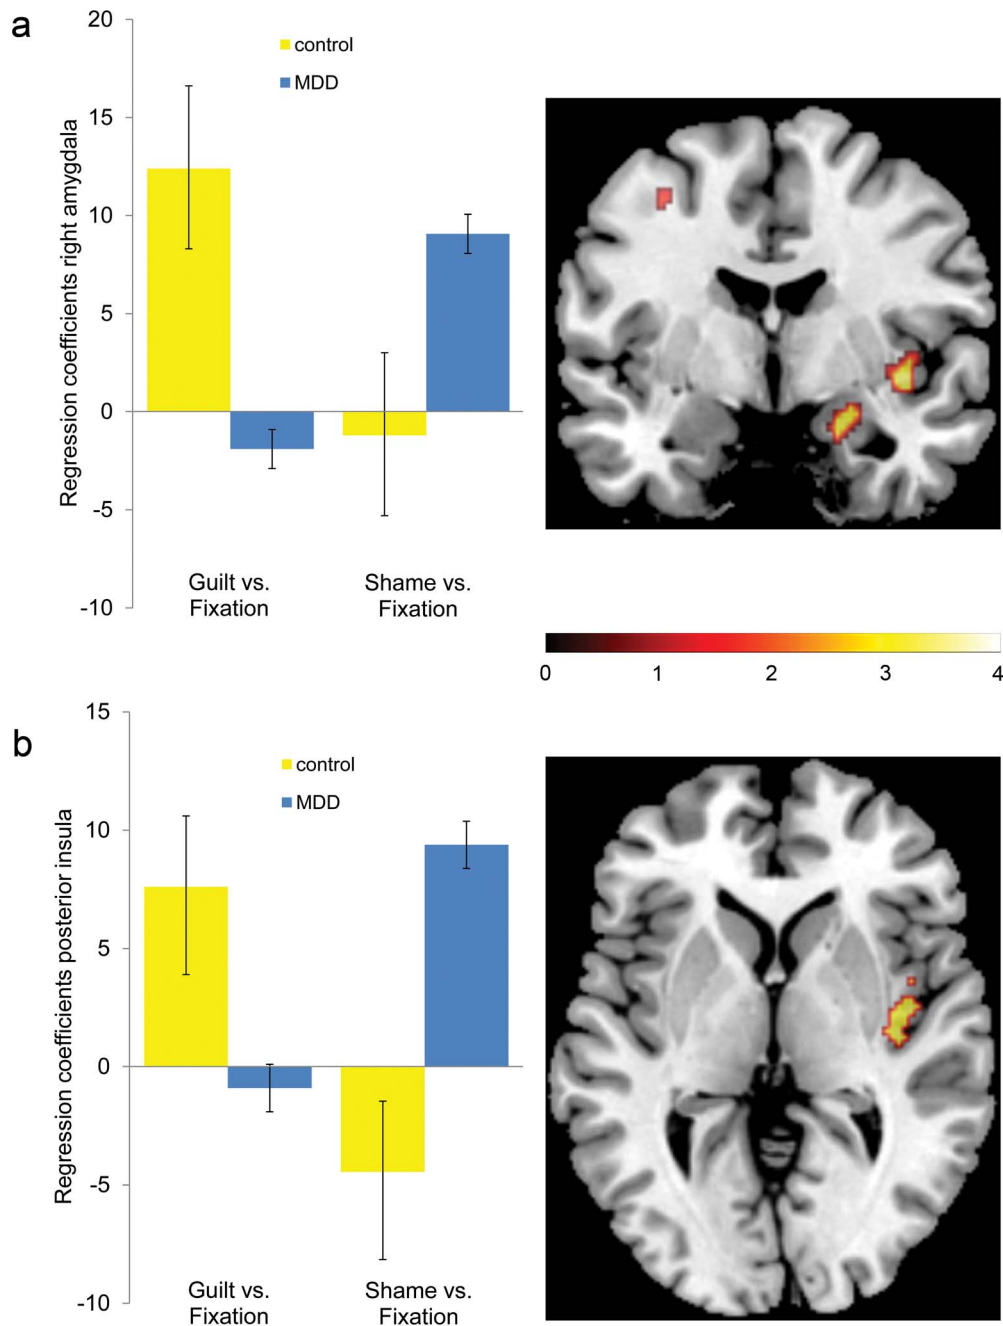 a
20
15
10
5
0
-5
-10
Regression coefficients right amygdala
control
MDD
Guilt vs.
Fixation
Shame vs.
Fixation
0 1 2 3 4
b
15
10
5
0
-5
-10
Regression coefficients posterior insula
control
MDD
Guilt vs.
Fixation
Shame vs.
Fixation